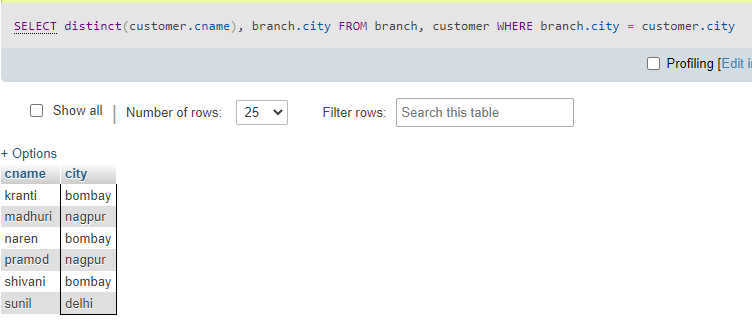 SELECT distinct(customer.cname), branch.city FROM branch, customer WHERE branch.city = customer.city
Profiling [Edit i
Show all | Number of rows: 25 Filter rows: Search this table
+ Options
cname city
kranti bombay
madhuri nagpur
naren bombay
pramod nagpur
shivani bombay
sunil delhi